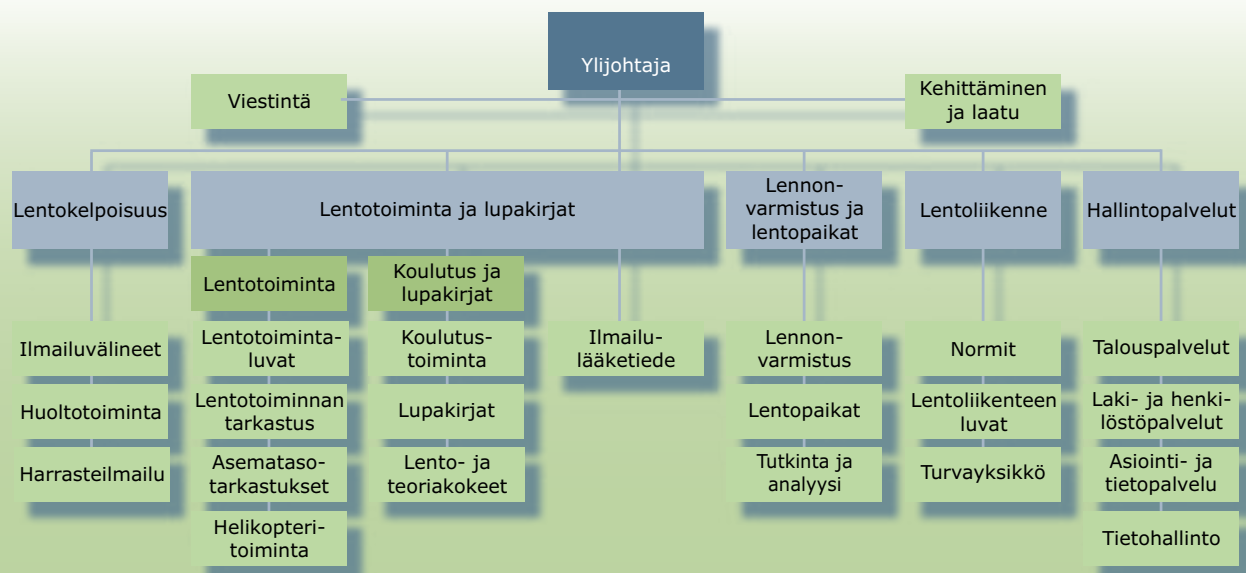 Ylijohtaja
Viestintä
Kehittäminen
ja laatu
Lentokelpoisuus
Lentotoiminta ja lupakirjat
Lennon-
varmistus ja
lentopaikat
Lentoliikenne
Hallintopalvelut
Lentotoiminta
Koulutus ja
lupakirjat
Ilmailuvälineet
Huoltotoiminta
Harrasteilmailu
Lentotoiminta-
luvat
Lentotoiminnan
tarkastus
Asemataso-
tarkastukset
Helikopteri-
toiminta
Koulutus-
toiminta
Lupakirjat
Lento- ja
teoriakokeet
Ilmailu-
lääketiede
Lennon-
varmistus
Lentopaikat
Tutkinta ja
analyysi
Normit
Lentoliikenteen
luvat
Turvayksikkö
Talouspalvelut
Laki- ja henki-
löstöpalvelut
Asiointi- ja
tietopalvelu
Tietohallinto